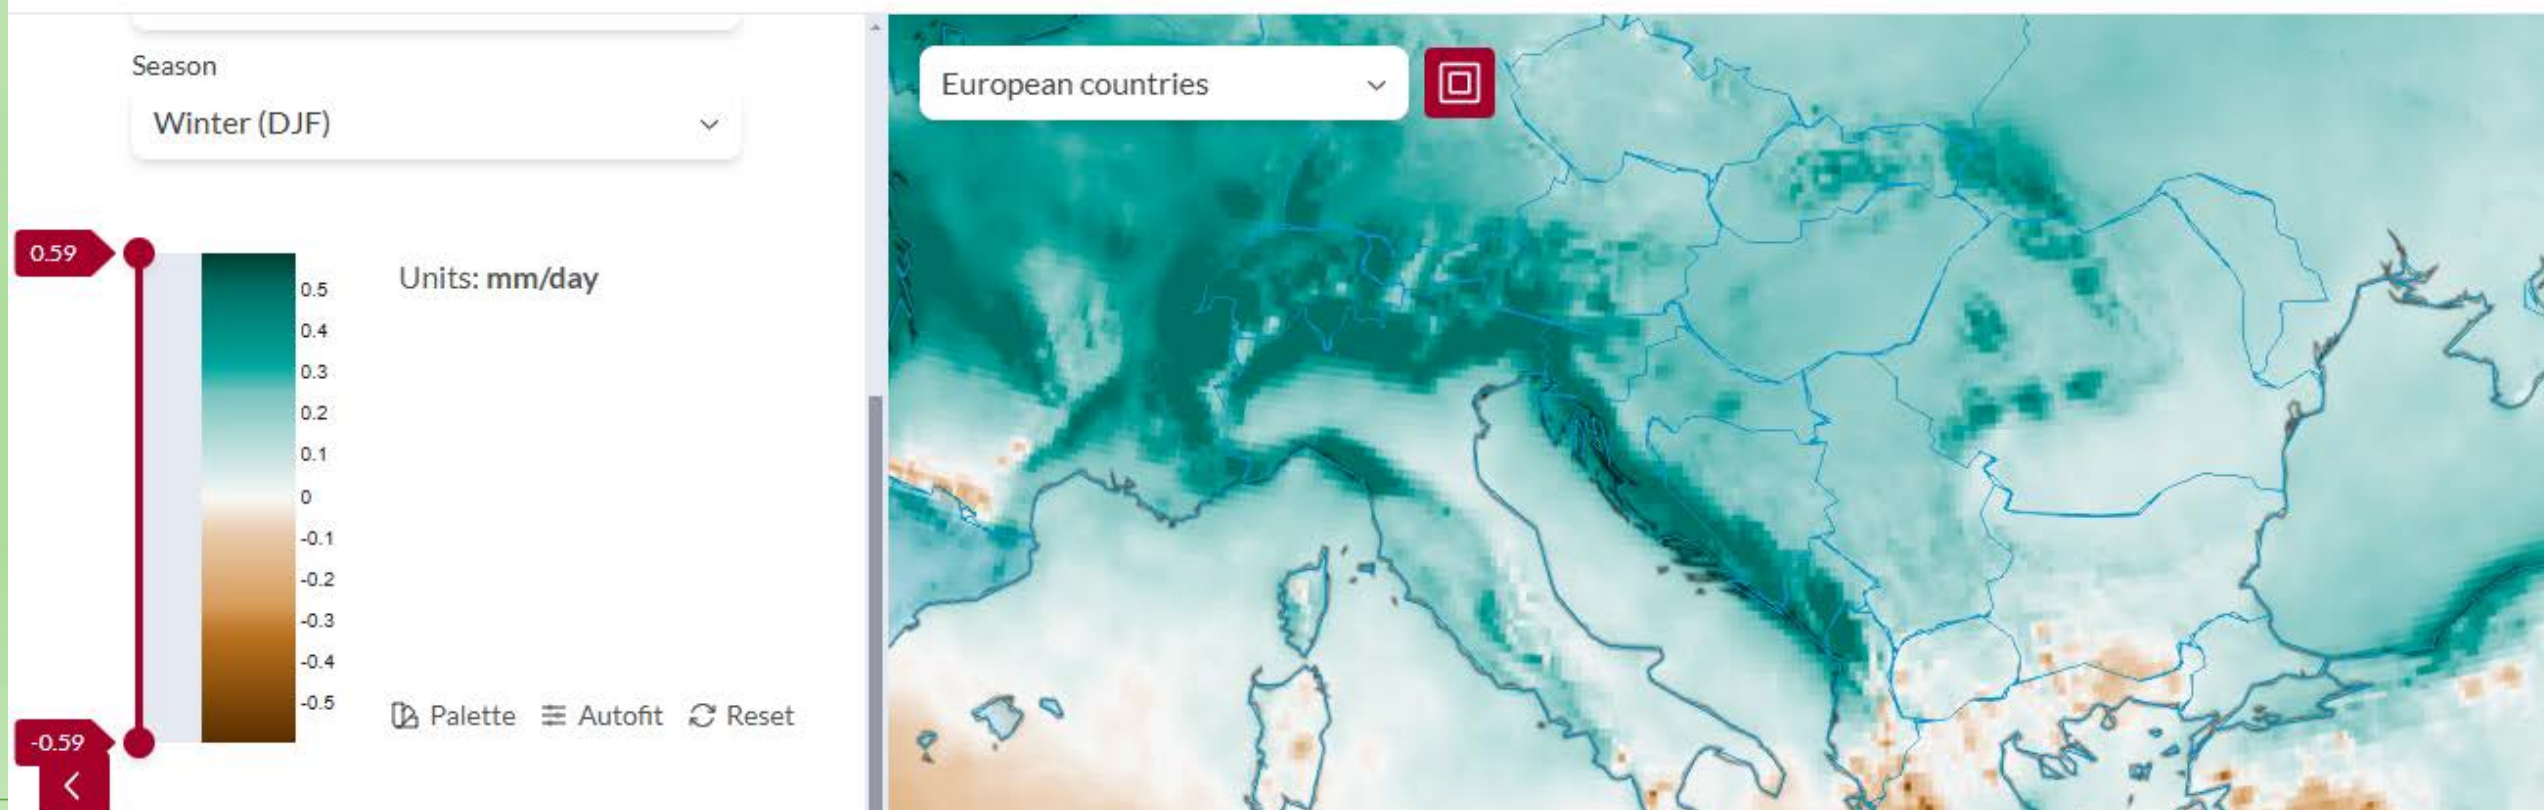 Season
Winter (DJF)
European countries
0.59
Units: mm/day
0.5
0.4
0.3
0.2
0.1
0
-0.1
-0.2
-0.3
-0.4
-0.5
Palette Autofit Reset
-0.59